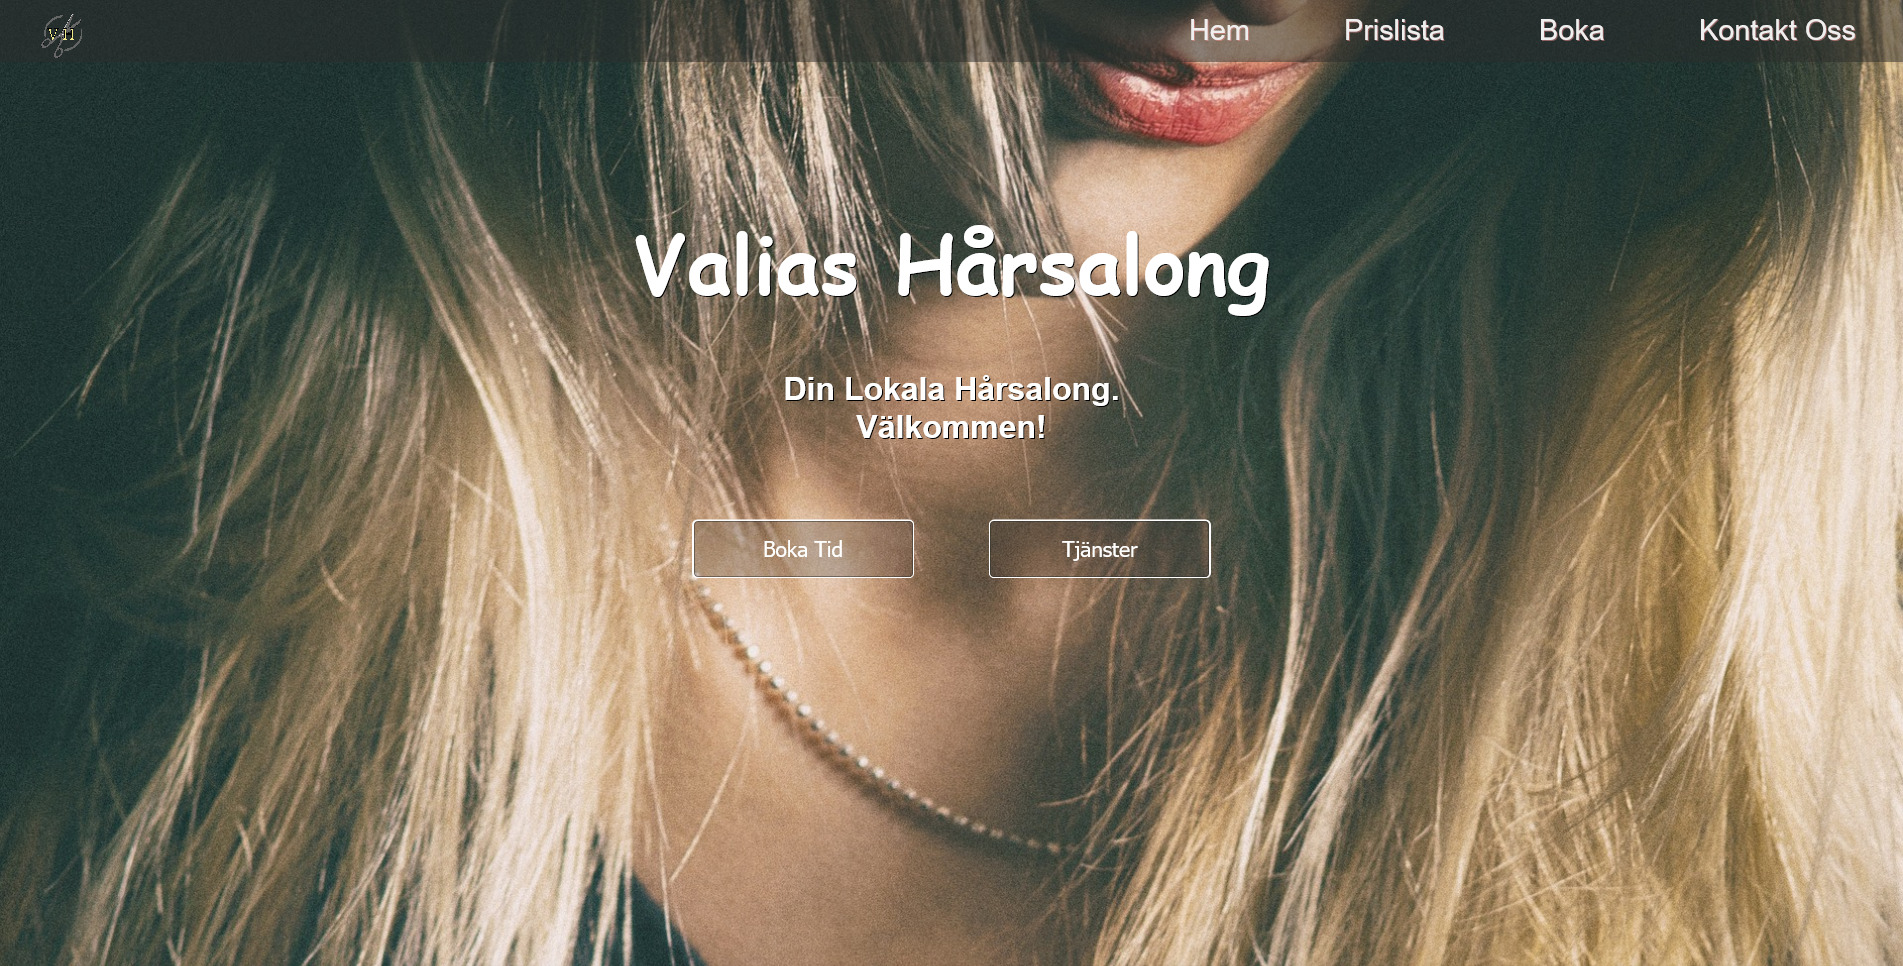 Hem Prislista Boka Kontakt Oss
Valias Hårsalong
Din Lokala Hårsalong.
Välkommen!
Boka Tid Tjänster